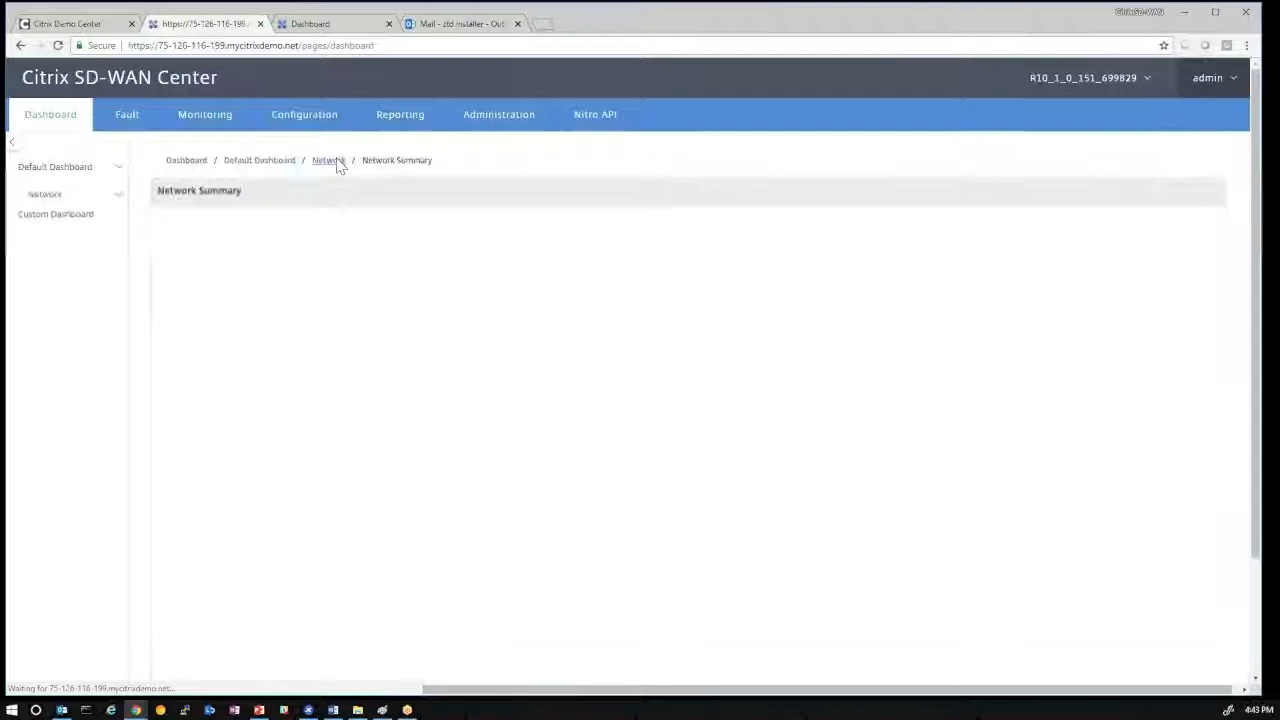 Citrix Demo Center
https://75-126-116-199.
Dashboard
Mail - ztd installer - Out
CitrixSD-WAN
Secure
https://75-126-116-199.mycitrixdemo.net/pages/dashboard
Citrix SD-WAN Center
R10_1_0_151_699829
admin
Dashboard
Fault
Monitoring
Configuration
Reporting
Administration
Nitro API
Default Dashboard
Network
Custom Dashboard
Dashboard / Default Dashboard / Network / Network Summary
Network Summary
Waiting for 75-126-116-199.mycitrixdemo.net...
4:43 PM